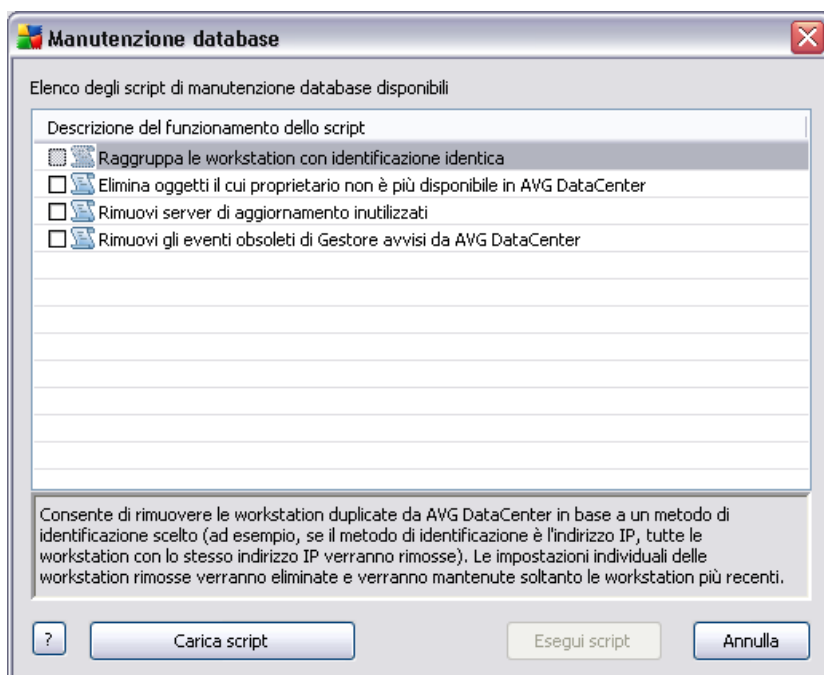 Manutenzione database
Elenco degli script di manutenzione database disponibili
Descrizione del funzionamento dello script
Raggruppa le workstation con identificazione identica
Elimina oggetti il cui proprietario non è più disponibile in AVG DataCenter
Rimuovi server di aggiornamento inutilizzati
Rimuovi gli eventi obsoleti di Gestore avvisi da AVG DataCenter
Consente di rimuovere le workstation duplicate da AVG DataCenter in base a un metodo di
identificazione scelto (ad esempio, se il metodo di identificazione è l'indirizzo IP, tutte le
workstation con lo stesso indirizzo IP verranno rimosse). Le impostazioni individuali delle
workstation rimosse verranno eliminate e verranno mantenute soltanto le workstation più recenti.
? Carica script Esegui script Annulla